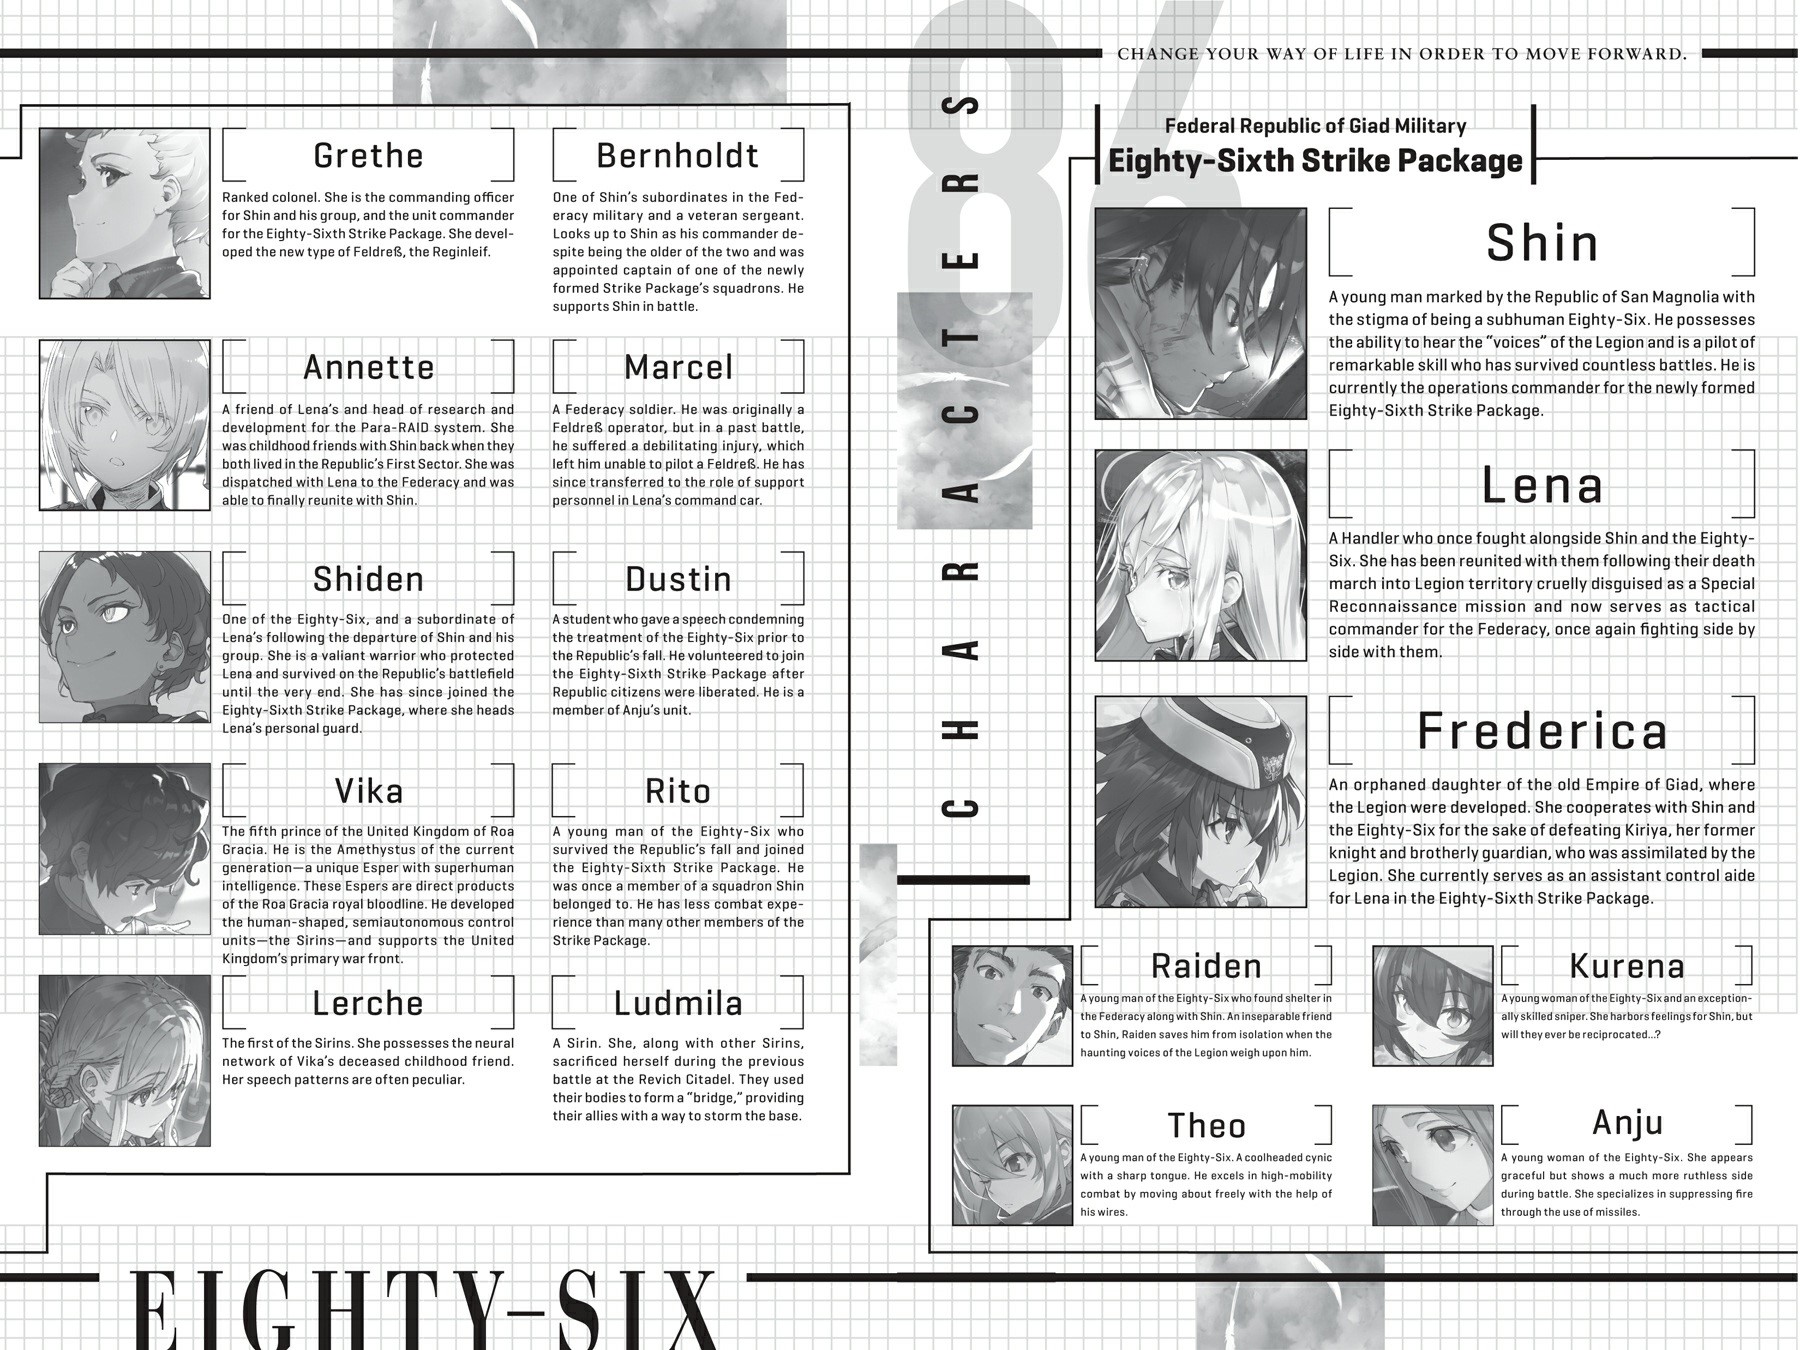 CHANGE YOUR WAY OF LIFE IN ORDER TO MOVE FORWARD.
86
CHARACTERS
Federal Republic of Giad Military
Eighty-Sixth Strike Package
Shin
A young man marked by the Republic of San Magnolia with
the stigma of being a subhuman Eighty-Six. He possesses
the ability to hear the “voices” of the Legion and is a pilot of
remarkable skill who has survived countless battles. He is
currently the operations commander for the newly formed
Eighty-Sixth Strike Package.
Lena
A Handler who once fought alongside Shin and the Eighty-
Six. She has been reunited with them following their death
march into Legion territory cruelly disguised as a Special
Reconnaissance mission and now serves as tactical
commander for the Federacy, once again fighting side by
side with them.
Frederica
An orphaned daughter of the old Empire of Giad, where
the Legion were developed. She cooperates with Shin and
the Eighty-Six for the sake of defeating Kiriya, her former
knight and brotherly guardian, who was assimilated by the
Legion. She currently serves as an assistant control aide
for Lena in the Eighty-Sixth Strike Package.
Raiden
A young man of the Eighty-Six who found shelter in
the Federacy along with Shin. An inseparable friend
to Shin, Raiden saves him from isolation when the
haunting voices of the Legion weigh upon him.
Kurena
A young woman of the Eighty-Six and an exception-
ally skilled sniper. She harbors feelings for Shin, but
will they ever be reciprocated...?
Theo
A young man of the Eighty-Six. A coolheaded cynic
with a sharp tongue. He excels in high-mobility
combat by moving about freely with the help of
his wires.
Anju
A young woman of the Eighty-Six. She appears
graceful but shows a much more ruthless side
during battle. She specializes in suppressing fire
through the use of missiles.
Grethe
Ranked colonel. She is the commanding officer
for Shin and his group, and the unit commander
for the Eighty-Sixth Strike Package. She devel-
oped the new type of Feldreß, the Reginleif.
Bernholdt
One of Shin’s subordinates in the Fed-
eracy military and a veteran sergeant.
Looks up to Shin as his commander de-
spite being the older of the two and was
appointed captain of one of the newly
formed Strike Package’s squadrons. He
supports Shin in battle.
Annette
A friend of Lena’s and head of research and
development for the Para-RAID system. She
was childhood friends with Shin back when they
both lived in the Republic’s First Sector. She was
dispatched with Lena to the Federacy and was
able to finally reunite with Shin.
Marcel
A Federacy soldier. He was originally a
Feldreß operator, but in a past battle,
he suffered a debilitating injury, which
left him unable to pilot a Feldreß. He has
since transferred to the role of support
personnel in Lena’s command car.
Shiden
One of the Eighty-Six, and a subordinate of
Lena’s following the departure of Shin and his
group. She is a valiant warrior who protected
Lena and survived on the Republic’s battlefield
until the very end. She has since joined the
Eighty-Sixth Strike Package, where she heads
Lena’s personal guard.
Dustin
A student who gave a speech condemning
the treatment of the Eighty-Six prior to
the Republic’s fall. He volunteered to join
the Eighty-Sixth Strike Package after
Republic citizens were liberated. He is a
member of Anju’s unit.
Vika
The fifth prince of the United Kingdom of Roa
Gracia. He is the Amethystus of the current
generation—a unique Esper with superhuman
intelligence. These Espers are direct products
of the Roa Gracia royal bloodline. He developed
the human-shaped, semiautonomous control
units—the Sirins—and supports the United
Kingdom’s primary war front.
Rito
A young man of the Eighty-Six who
survived the Republic’s fall and joined
the Eighty-Sixth Strike Package. He
was once a member of a squadron Shin
belonged to. He has less combat expe-
rience than many other members of the
Strike Package.
Lerche
The first of the Sirins. She possesses the neural
network of Vika’s deceased childhood friend.
Her speech patterns are often peculiar.
Ludmila
A Sirin. She, along with other Sirins,
sacrificed herself during the previous
battle at the Revich Citadel. They used
their bodies to form a “bridge,” providing
their allies with a way to storm the base.
EIGHTY-SIX